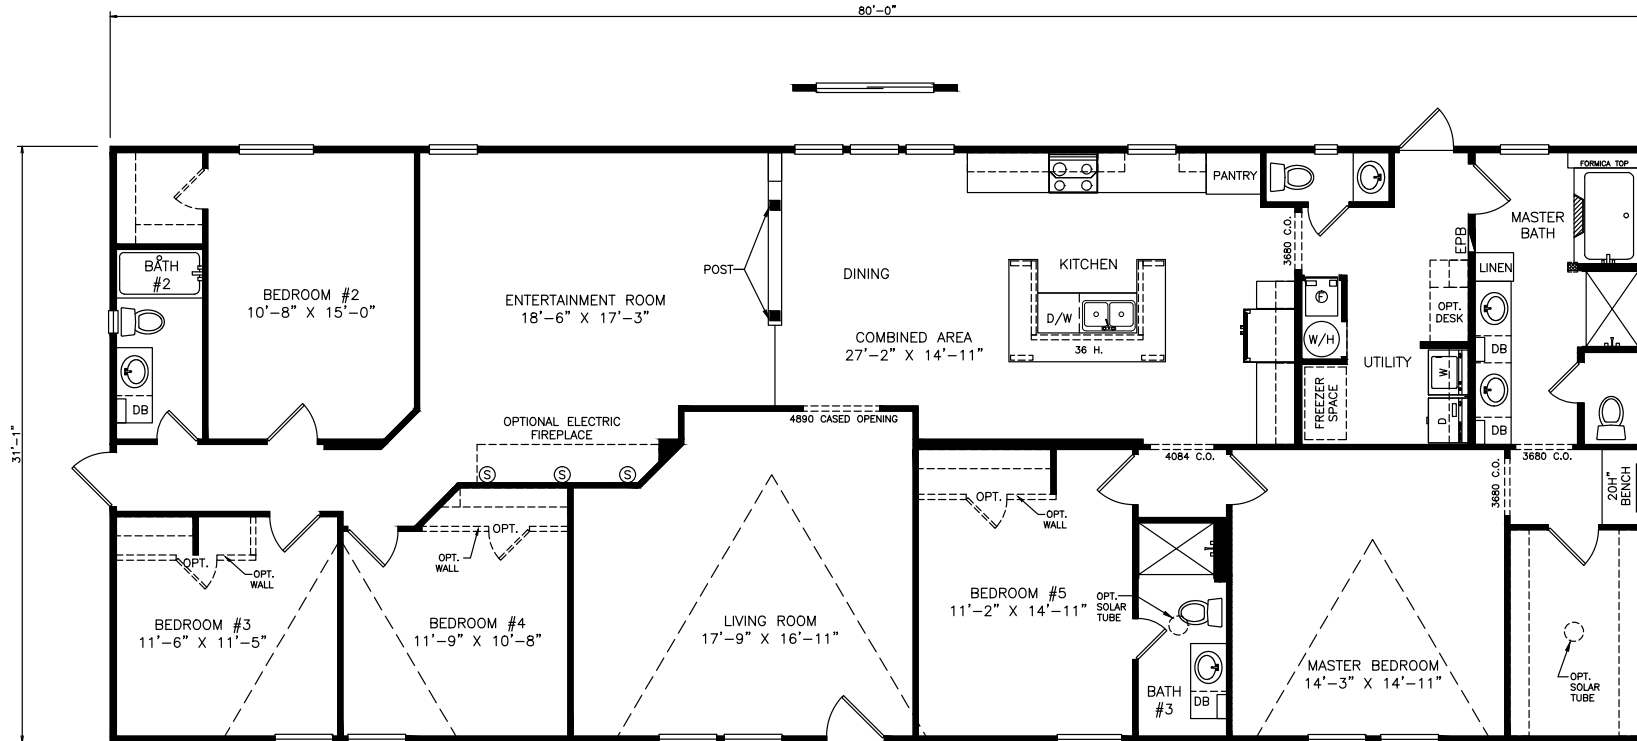 80'-0"
31'-1"
FORMICA TOP
PANTRY
MASTER
BATH
BATH
#2
BEDROOM #2
10'-8" X 15'-0"
DB
ENTERTAINMENT ROOM
18'-6" X 17'-3"
POST
OPTIONAL ELECTRIC
FIREPLACE
S
S
S
DINING
KITCHEN
COMBINED AREA
27'-2" X 14'-11"
D/W
36 H.
4890 CASED OPENING
3680 C.O.
EPB
LINEN
F
W/H
OPT.
DESK
UTILITY
FREEZER
SPACE
W
D
DB
DB
4084 C.O.
3680 C.O.
3680 C.O.
20H"
BENCH
OPT.
OPT.
WALL
BEDROOM #3
11'-6" X 11'-5"
OPT.
OPT.
WALL
BEDROOM #4
11'-9" X 10'-8"
LIVING ROOM
17'-9" X 16'-11"
OPT.
OPT.
WALL
BEDROOM #5
11'-2" X 14'-11"
OPT.
SOLAR
TUBE
BATH
#3
DB
MASTER BEDROOM
14'-3" X 14'-11"
OPT.
SOLAR
TUBE